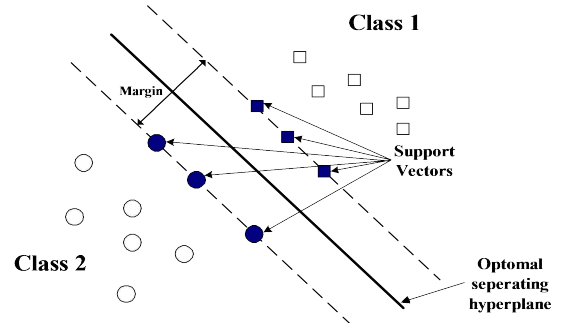 Class 1
Margin
Support
Vectors
Class 2
Optomal
seperating
hyperplane